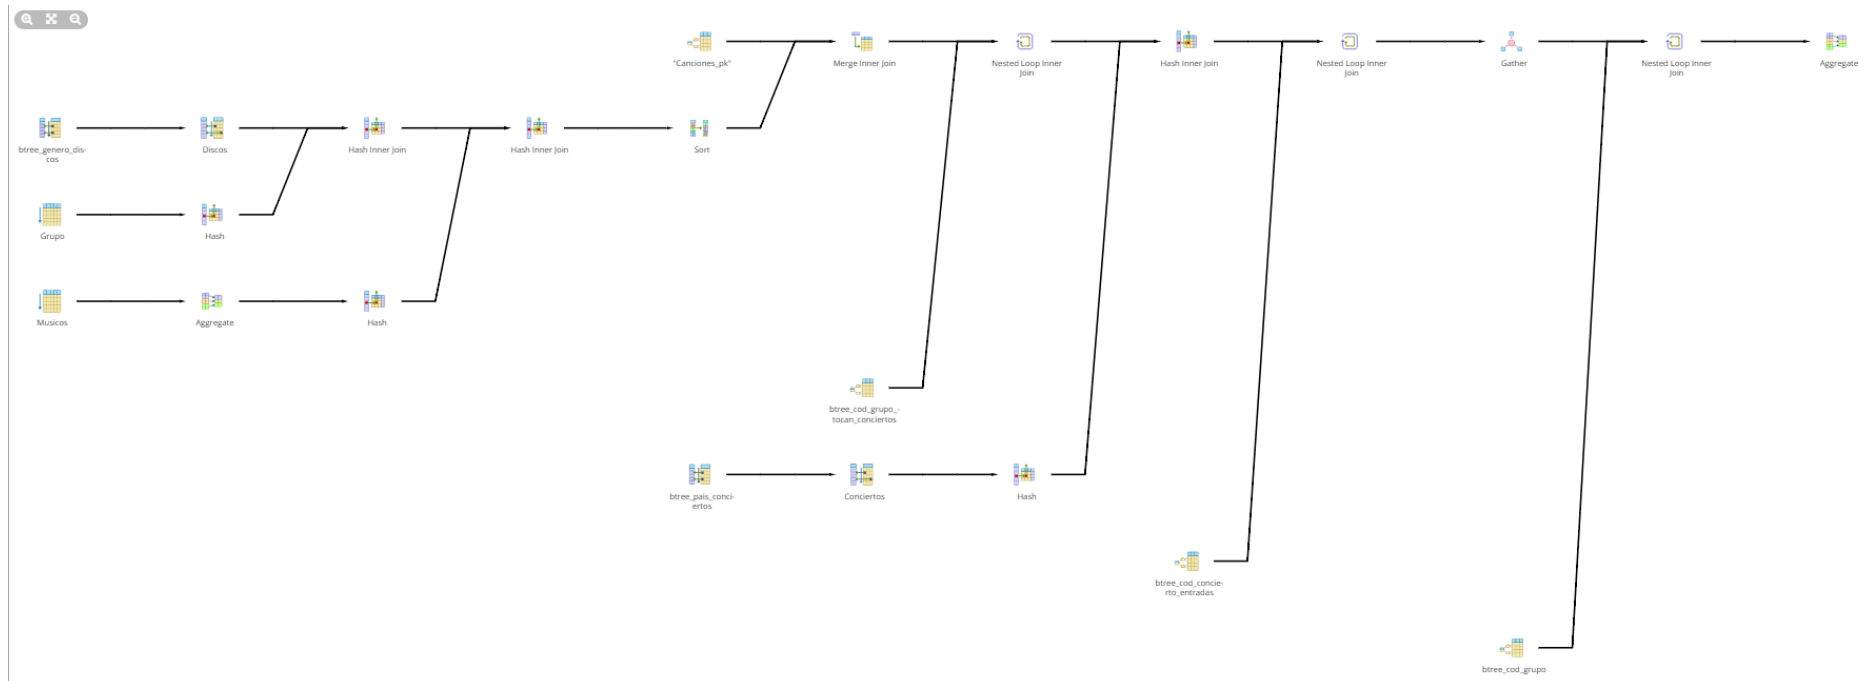 "Canciones_pk"
Merge Inner Join
Nested Loop Inner
Join
Hash Inner Join
Nested Loop Inner
Join
Gather
Nested Loop Inner
Join
Aggregate
btree_genero_dis-
cos
Discos
Hash Inner Join
Hash Inner Join
Sort
Grupo
Hash
Musicos
Aggregate
Hash
btree_cod_grupo_-
tocan_conciertos
btree_pais_conci-
ertos
Conciertos
Hash
btree_cod_concie-
rto_entradas
btree_cod_grupo